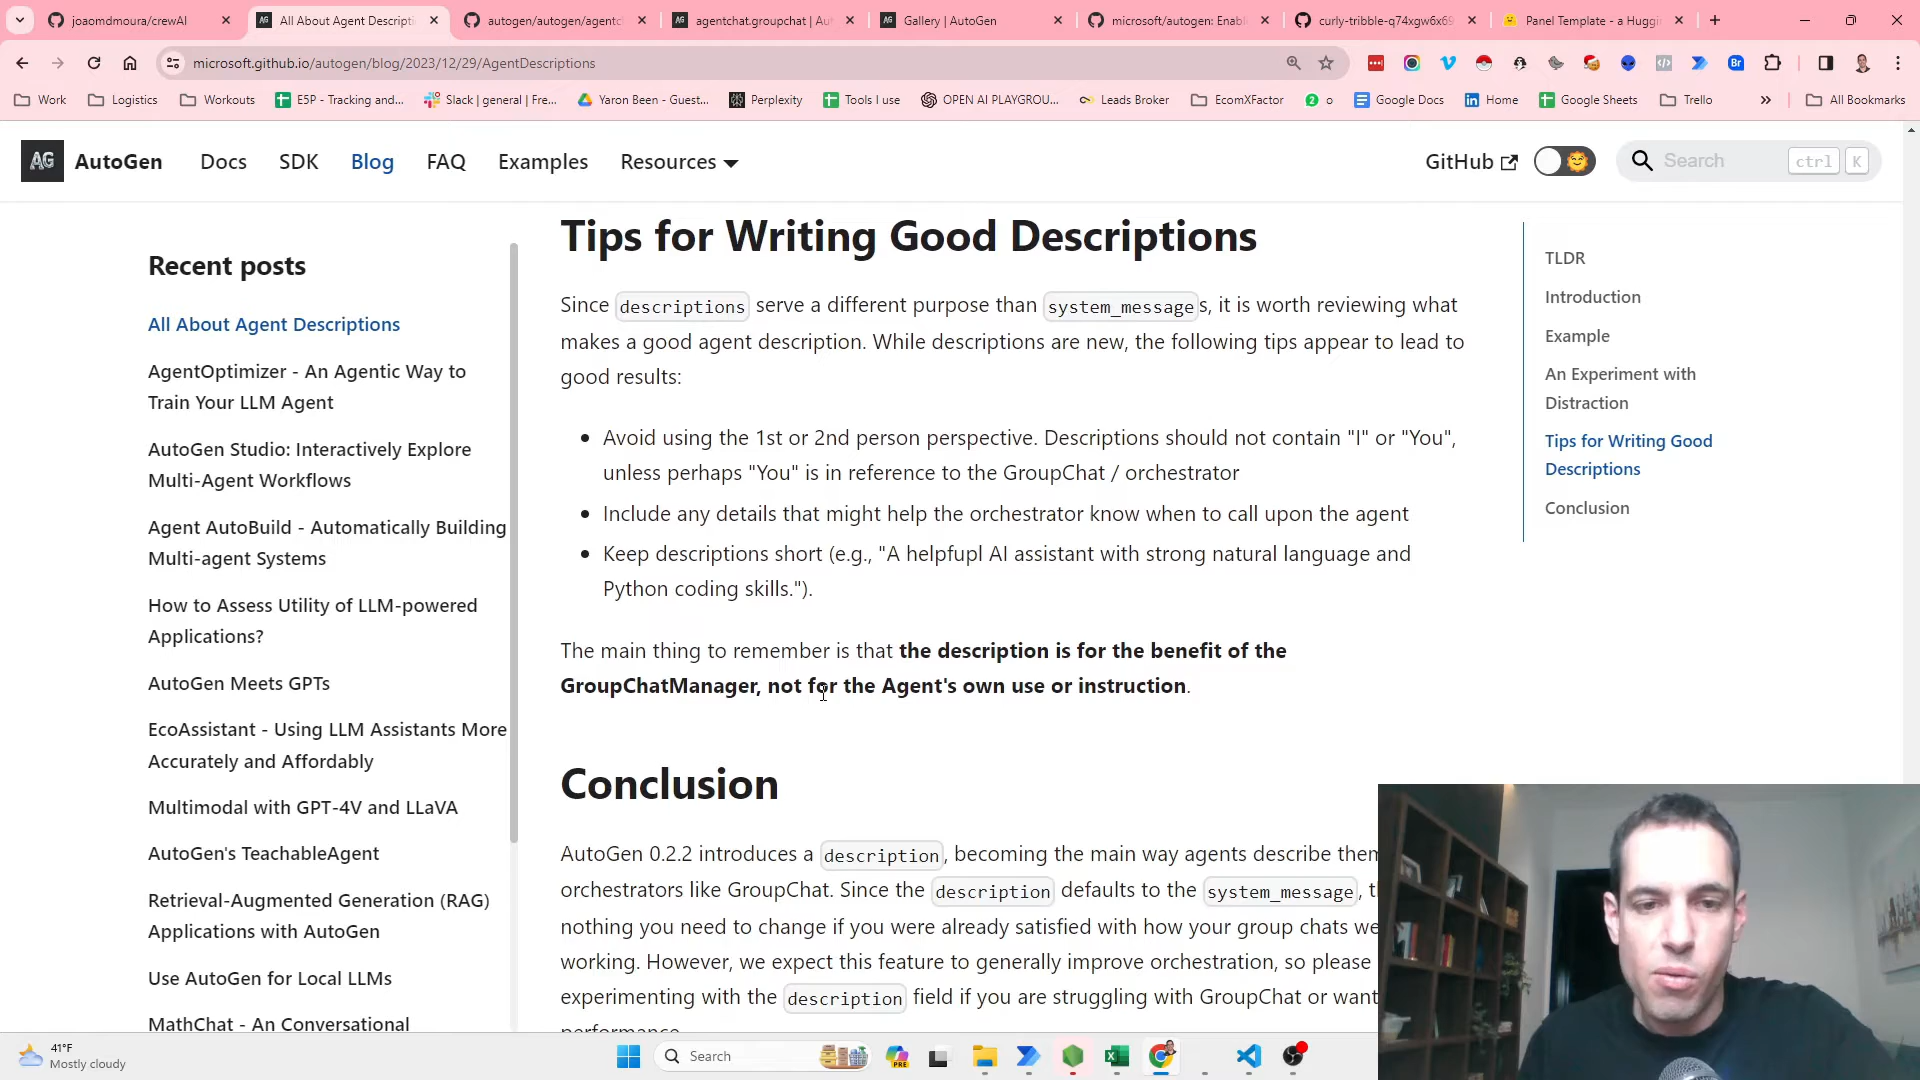 joaomdmoura/crewAI
All About Agent Descripti
autogen/autogen/agentc
agentchat.groupchat | Au
Gallery | AutoGen
microsoft/autogen: Enabl
curly-tribble-q74xgw6x69
Panel Template - a Huggi
microsoft.github.io/autogen/blog/2023/12/29/AgentDescriptions
Work
Logistics
Workouts
E5P - Tracking and...
Slack | general | Fre...
Yaron Been - Guest...
Perplexity
Tools I use
OPEN AI PLAYGROU...
Leads Broker
EcomXFactor
2 o
Google Docs
Home
Google Sheets
Trello
All Bookmarks
AG AutoGen
Docs
SDK
Blog
FAQ
Examples
Resources
GitHub
Search
ctrl K
Recent posts
All About Agent Descriptions
AgentOptimizer - An Agentic Way to
Train Your LLM Agent
AutoGen Studio: Interactively Explore
Multi-Agent Workflows
Agent AutoBuild - Automatically Building
Multi-agent Systems
How to Assess Utility of LLM-powered
Applications?
AutoGen Meets GPTs
EcoAssistant - Using LLM Assistants More
Accurately and Affordably
Multimodal with GPT-4V and LLaVA
AutoGen's TeachableAgent
Retrieval-Augmented Generation (RAG)
Applications with AutoGen
Use AutoGen for Local LLMs
MathChat - An Conversational
Tips for Writing Good Descriptions
Since descriptions serve a different purpose than system_messages, it is worth reviewing what
makes a good agent description. While descriptions are new, the following tips appear to lead to
good results:
Avoid using the 1st or 2nd person perspective. Descriptions should not contain "I" or "You",
unless perhaps "You" is in reference to the GroupChat / orchestrator
Include any details that might help the orchestrator know when to call upon the agent
Keep descriptions short (e.g., "A helpfupl AI assistant with strong natural language and
Python coding skills.").
The main thing to remember is that the description is for the benefit of the
GroupChatManager, not for the Agent's own use or instruction.
Conclusion
AutoGen 0.2.2 introduces a description, becoming the main way agents describe them
orchestrators like GroupChat. Since the description defaults to the system_message, t
nothing you need to change if you were already satisfied with how your group chats we
working. However, we expect this feature to generally improve orchestration, so please
experimenting with the description field if you are struggling with GroupChat or want
performance.
TLDR
Introduction
Example
An Experiment with
Distraction
Tips for Writing Good
Descriptions
Conclusion
41°F
Mostly cloudy
Search